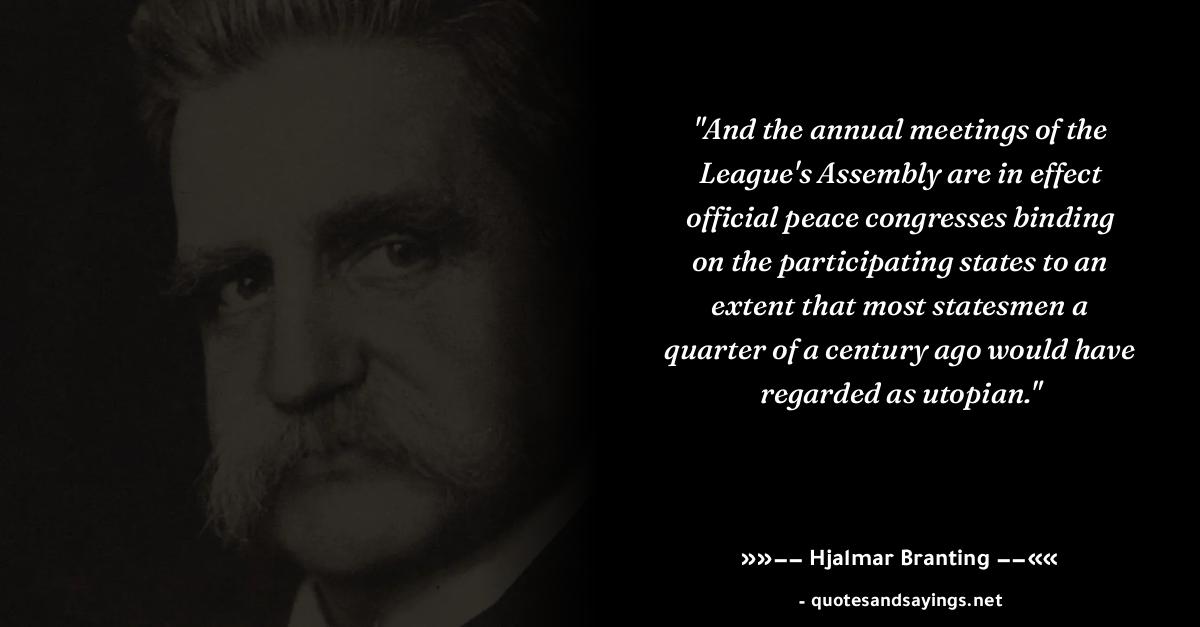 "And the annual meetings of the
League's Assembly are in effect
official peace congresses binding
on the participating states to an
extent that most statesmen a
quarter of a century ago would have
regarded as utopian."
»»−− Hjalmar Branting −−««
- quotesandsayings.net